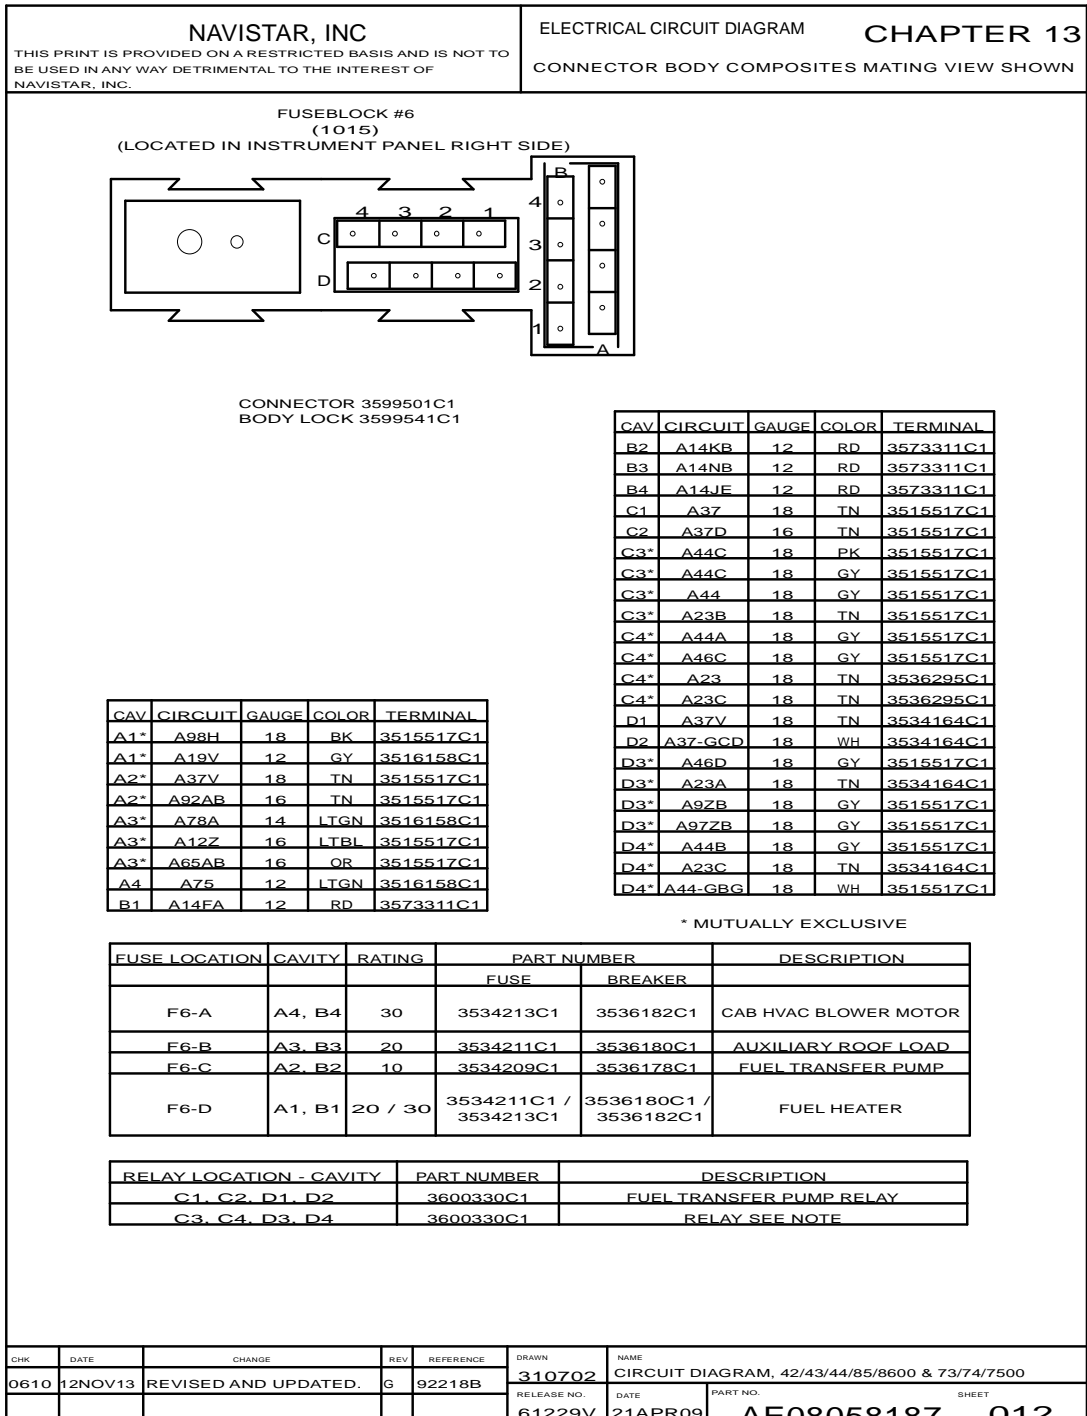 NAVISTAR, INC
THIS PRINT IS PROVIDED ON A RESTRICTED BASIS AND IS NOT TO
BE USED IN ANY WAY DETRIMENTAL TO THE INTEREST OF
NAVISTAR, INC.
ELECTRICAL CIRCUIT DIAGRAM CHAPTER 13
CONNECTOR BODY COMPOSITES MATING VIEW SHOWN
FUSEBLOCK #6
(1015)
(LOCATED IN INSTRUMENT PANEL RIGHT SIDE)
B
4 3 2 1
C
D
4
3
2
1
A
CONNECTOR 3599501C1
BODY LOCK 3599541C1
CAV CIRCUIT GAUGE COLOR TERMINAL
B2 A14KB 12 RD 3573311C1
B3 A14NB 12 RD 3573311C1
B4 A14JE 12 RD 3573311C1
C1 A37 18 TN 3515517C1
C2 A37D 16 TN 3515517C1
C3* A44C 18 PK 3515517C1
C3* A44C 18 GY 3515517C1
C3* A44 18 GY 3515517C1
C3* A23B 18 TN 3515517C1
C4* A44A 18 GY 3515517C1
C4* A46C 18 GY 3515517C1
C4* A23 18 TN 3536295C1
C4* A23C 18 TN 3536295C1
D1 A37V 18 TN 3534164C1
D2 A37-GCD 18 WH 3534164C1
D3* A46D 18 GY 3515517C1
D3* A23A 18 TN 3534164C1
D3* A9ZB 18 GY 3515517C1
D3* A97ZB 18 GY 3515517C1
D4* A44B 18 GY 3515517C1
D4* A23C 18 TN 3534164C1
D4* A44-GBG 18 WH 3515517C1
CAV CIRCUIT GAUGE COLOR TERMINAL
A1* A98H 18 BK 3515517C1
A1* A19V 12 GY 3516158C1
A2* A37V 18 TN 3515517C1
A2* A92AB 16 TN 3515517C1
A3* A78A 14 LTGN 3516158C1
A3* A12Z 16 LTBL 3515517C1
A3* A65AB 16 OR 3515517C1
A4 A75 12 LTGN 3516158C1
B1 A14FA 12 RD 3573311C1
* MUTUALLY EXCLUSIVE
FUSE LOCATION CAVITY RATING PART NUMBER DESCRIPTION
FUSE BREAKER
F6-A A4, B4 30 3534213C1 3536182C1 CAB HVAC BLOWER MOTOR
F6-B A3, B3 20 3534211C1 3536180C1 AUXILIARY ROOF LOAD
F6-C A2, B2 10 3534209C1 3536178C1 FUEL TRANSFER PUMP
F6-D A1, B1 20 / 30 3534211C1 / 3534213C1 3536180C1 / 3536182C1 FUEL HEATER
RELAY LOCATION - CAVITY PART NUMBER DESCRIPTION
C1, C2, D1, D2 3600330C1 FUEL TRANSFER PUMP RELAY
C3, C4, D3, D4 3600330C1 RELAY SEE NOTE
CHK DATE CHANGE REV REFERENCE DRAWN NAME
0610 12NOV13 REVISED AND UPDATED. G 92218B 310702 CIRCUIT DIAGRAM, 42/43/44/85/8600 & 73/74/7500
RELEASE NO. DATE PART NO. SHEET
61229V 21APR09 AE08058187 012